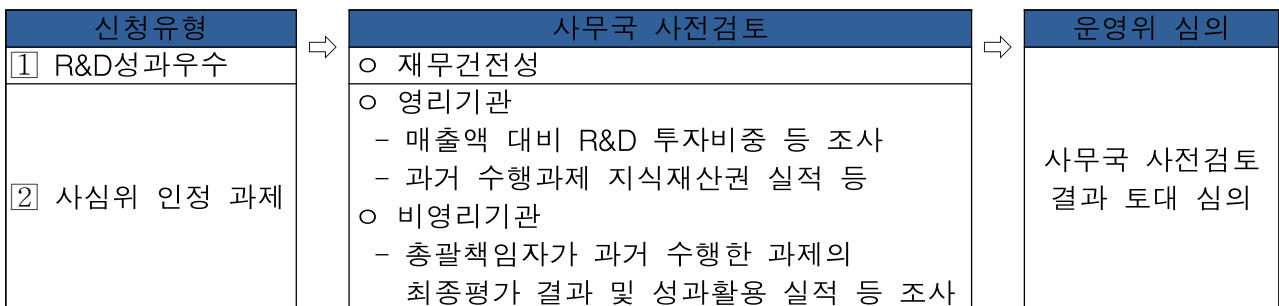 신청유형
⇨
사무국 사전검토
⇨
운영위 심의
1 R&D성과우수
ㅇ 재무건전성
2 사심위 인정 과제
ㅇ 영리기관
- 매출액 대비 R&D 투자비중 등 조사
- 과거 수행과제 지식재산권 실적 등
ㅇ 비영리기관
- 총괄책임자가 과거 수행한 과제의
최종평가 결과 및 성과활용 실적 등 조사
사무국 사전검토
결과 토대 심의